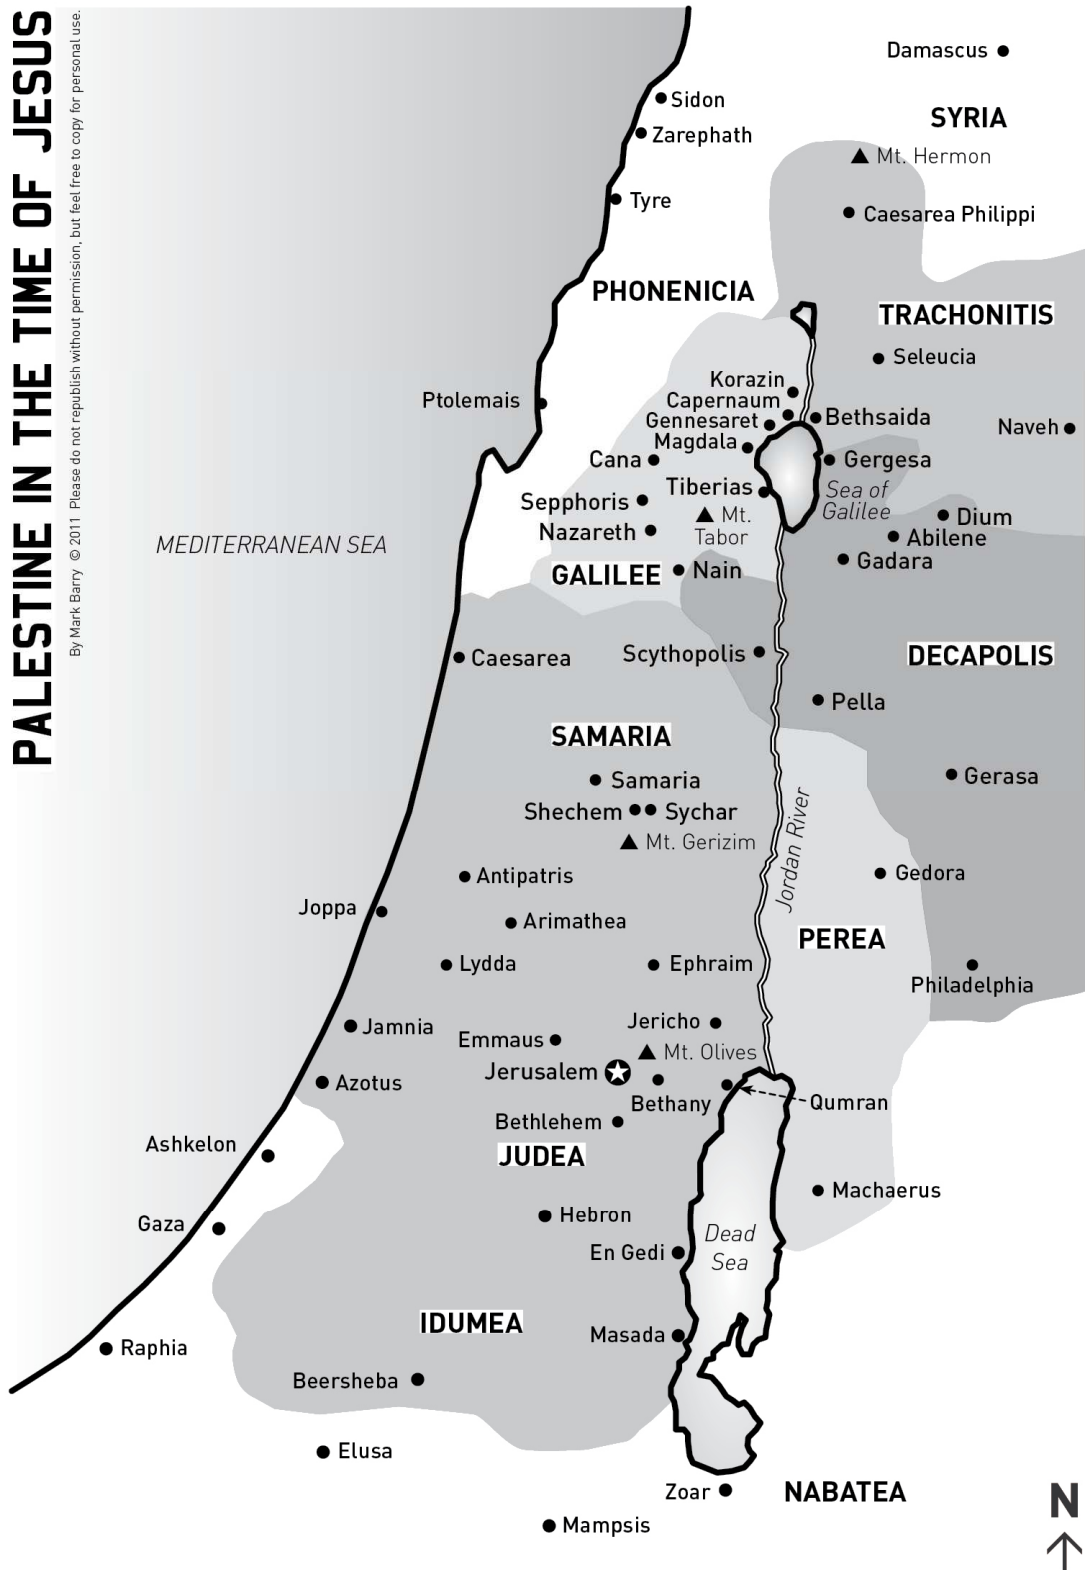 PALESTINE IN THE TIME OF JESUS
By Mark Barry © 2011 Please do not republish without permission, but feel free to copy for personal use.
Damascus
Sidon
SYRIA
Zarephath
Mt. Hermon
Tyre
Caesarea Philippi
PHONENICIA
TRACHONITIS
Seleucia
Korazin
Ptolemais
Capernaum
Gennesaret
Bethsaida
Naveh
Magdala
Cana
Gergesa
Tiberias
Sea of
Galilee
Sepphoris
Mt.
Tabor
Dium
Nazareth
Abilene
Gadara
MEDITERRANEAN SEA
GALILEE
Nain
Caesarea
Scythopolis
DECAPOLIS
Pella
SAMARIA
Samaria
Gerasa
Shechem
Sychar
Mt. Gerizim
Jordan River
Antipatris
Gedora
Joppa
Arimathea
PEREA
Lydda
Ephraim
Philadelphia
Jamnia
Jericho
Emmaus
Mt. Olives
Jerusalem
Azotus
Bethany
Qumran
Bethlehem
Ashkelon
JUDEA
Machaerus
Hebron
Gaza
Dead
Sea
En Gedi
IDUMEA
Masada
Raphia
Beersheba
Elusa
Zoar
NABATEA
N
Mampsis